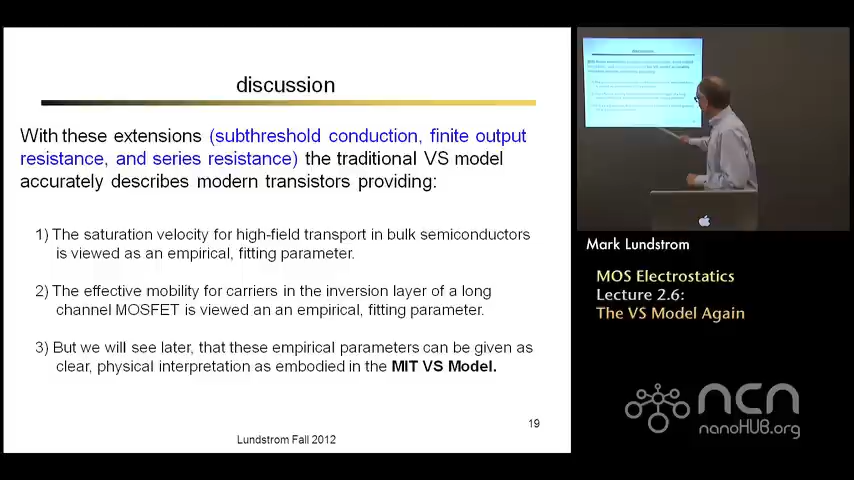 discussion
With these extensions (subthreshold conduction, finite output
resistance, and series resistance) the traditional VS model
accurately describes modern transistors providing:
1) The saturation velocity for high-field transport in bulk semiconductors
is viewed as an empirical, fitting parameter.
2) The effective mobility for carriers in the inversion layer of a long
channel MOSFET is viewed an an empirical, fitting parameter.
3) But we will see later, that these empirical parameters can be given as
clear, physical interpretation as embodied in the MIT VS Model.
19
Lundstrom Fall 2012
discussion
Mark Lundstrom
MOS Electrostatics
Lecture 2.6:
The VS Model Again
ncn
nanoHUB.org